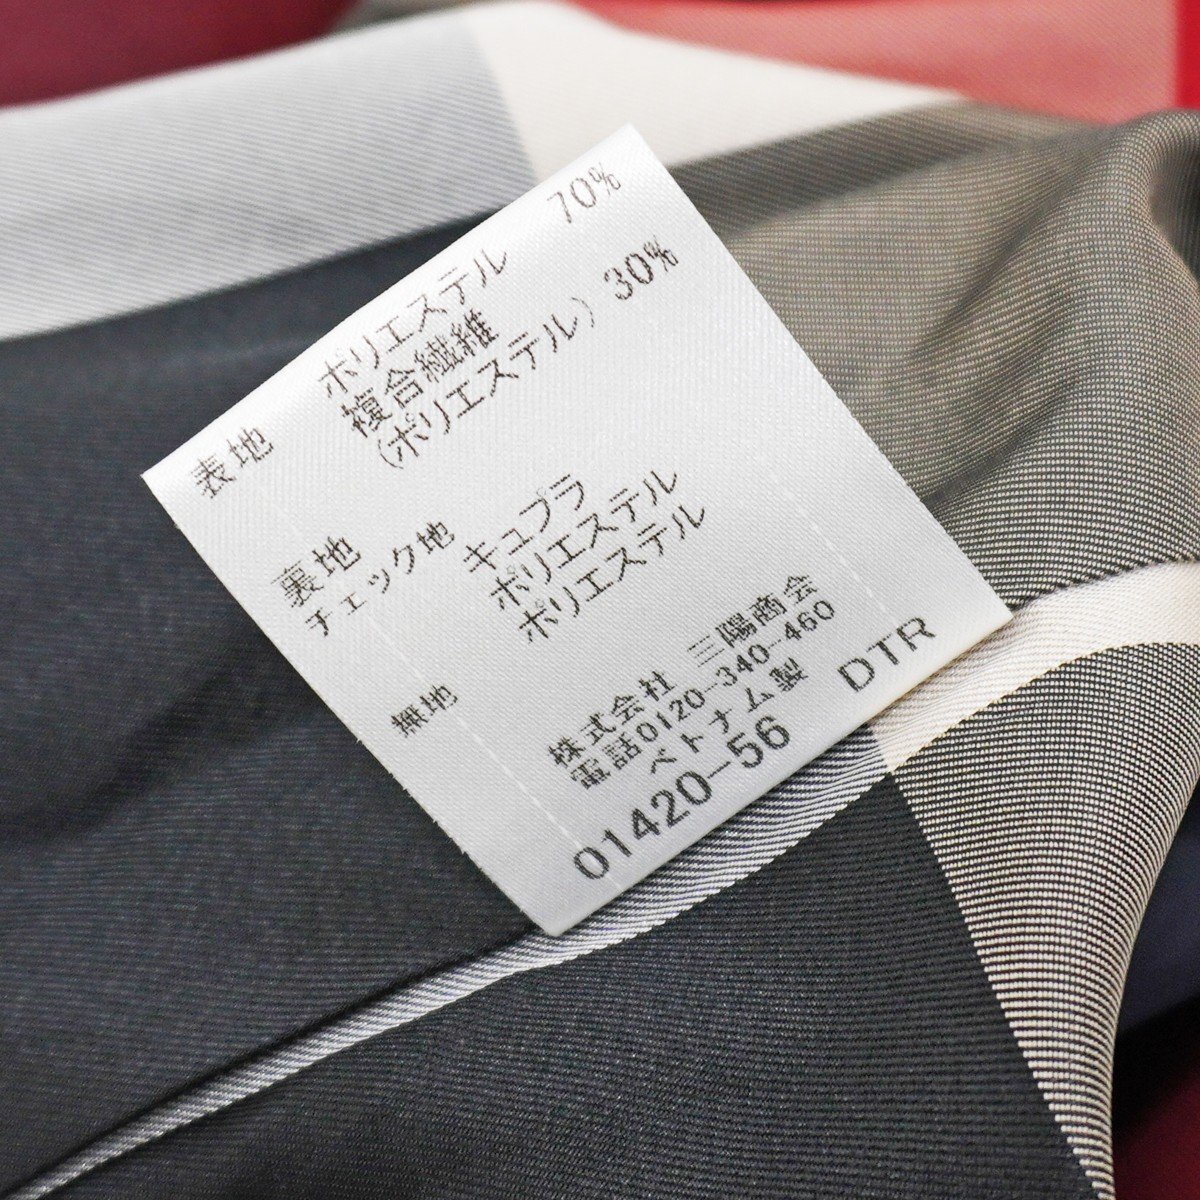 表地 ポリエステル 70%
複合繊維
(ポリエステル) 30%
裏地
チェック地 キュプラ
ポリエステル
無地 ポリエステル
株式会社 三陽商会
電話0120-340-460
ベトナム製
01420-56 DTR